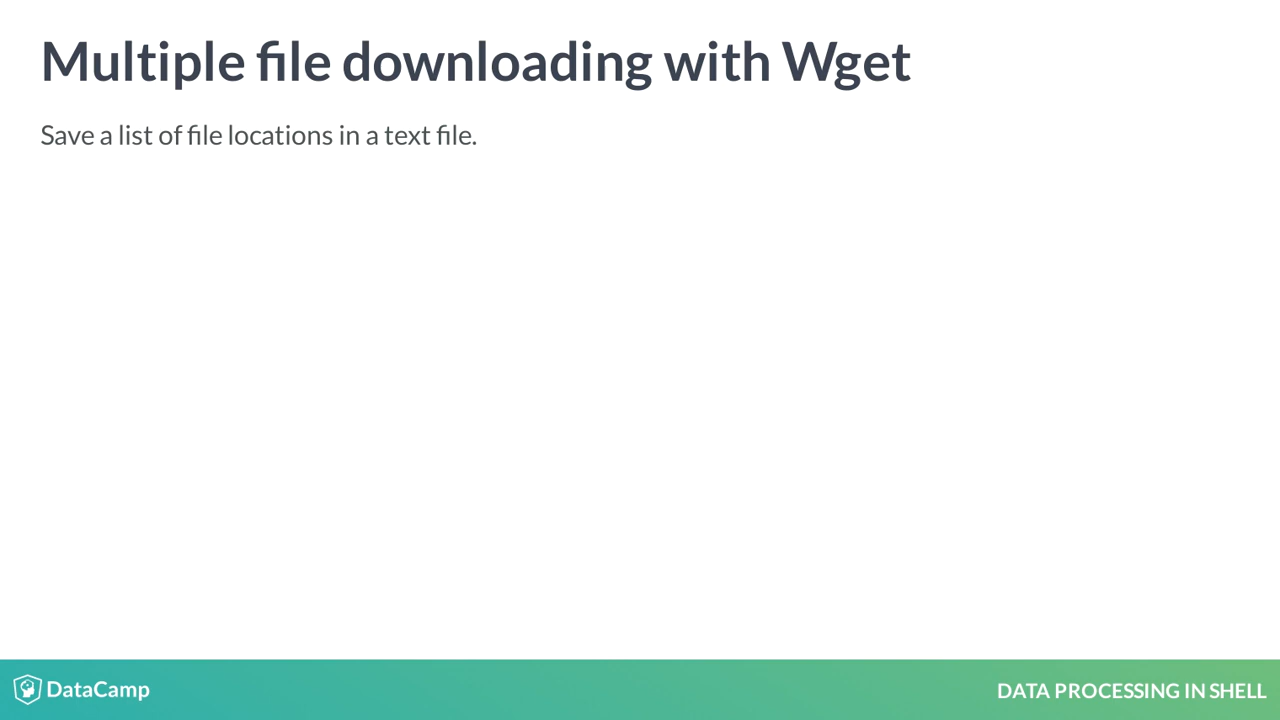 Multiple file downloading with Wget
Save a list of file locations in a text file.
DataCamp
DATA PROCESSING IN SHELL